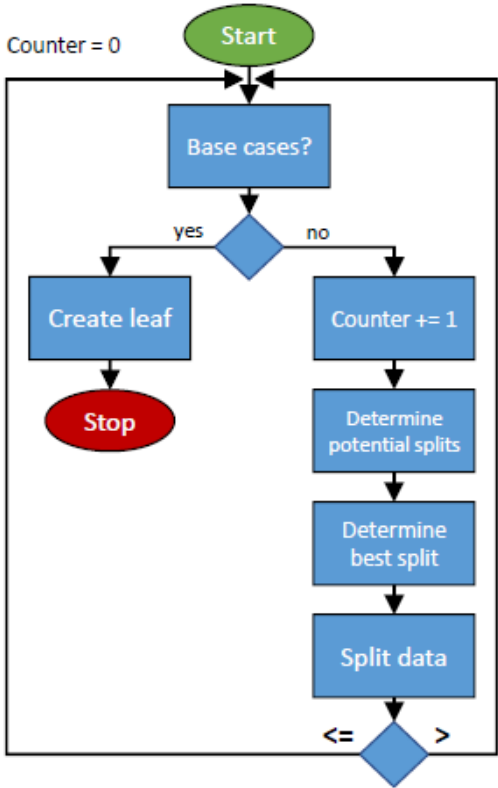 Start
Counter = 0
Base cases?
yes
no
Create leaf
Counter += 1
Stop
Determine
potential splits
Determine
best split
Split data
<=
>